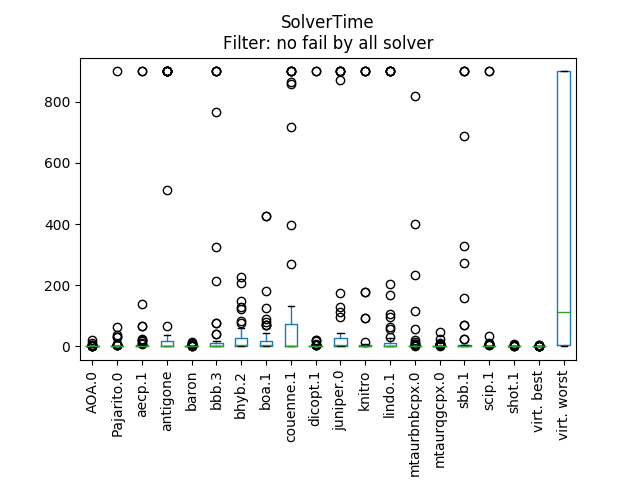 SolverTime
Filter: no fail by all solver
800
600
400
200
0
AOA.0
Pajarito.0
aecp.1
antigone
baron
bbb.3
bhyb.2
boa.1
couenne.1
dicopt.1
juniper.0
knitro
lindo.1
mtaurbnbcpx.0
mtaurqgcpx.0
sbb.1
scip.1
shot.1
virt. best
virt. worst